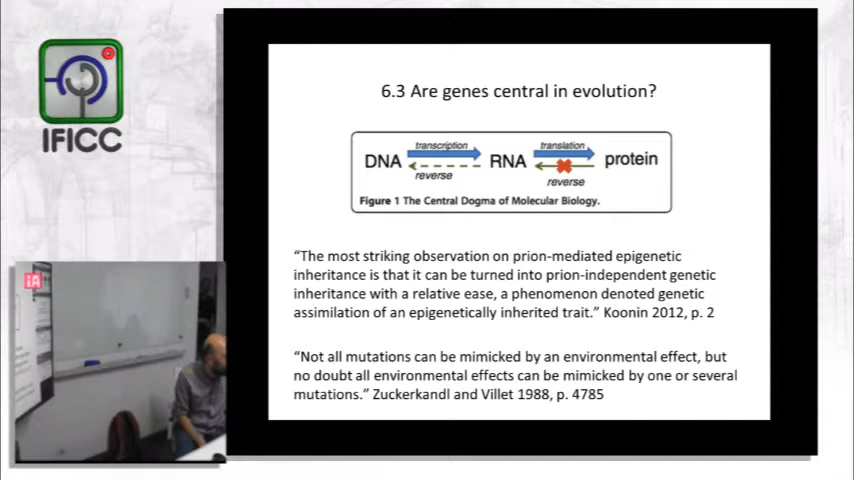 IFICC
iA
6.3 Are genes central in evolution?
transcription
translation
DNA
RNA
protein
reverse
reverse
Figure 1 The Central Dogma of Molecular Biology.
“The most striking observation on prion-mediated epigenetic
inheritance is that it can be turned into prion-independent genetic
inheritance with a relative ease, a phenomenon denoted genetic
assimilation of an epigenetically inherited trait.” Koonin 2012, p. 2
“Not all mutations can be mimicked by an environmental effect, but
no doubt all environmental effects can be mimicked by one or several
mutations.” Zuckerkandl and Villet 1988, p. 4785